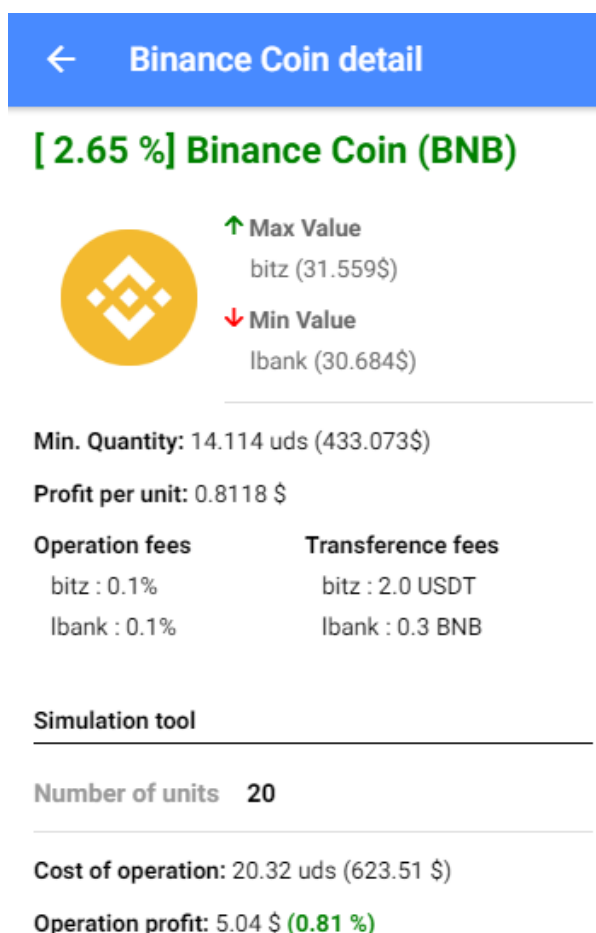 Binance Coin detail
[ 2.65 %] Binance Coin (BNB)
Max Value
bitz (31.559$)
Min Value
lbank (30.684$)
Min. Quantity: 14.114 uds (433.073$)
Profit per unit: 0.8118 $
Operation fees
Transference fees
bitz : 0.1%
bitz : 2.0 USDT
lbank : 0.1%
lbank : 0.3 BNB
Simulation tool
Number of units 20
Cost of operation: 20.32 uds (623.51 $)
Operation profit: 5.04 $ (0.81 %)